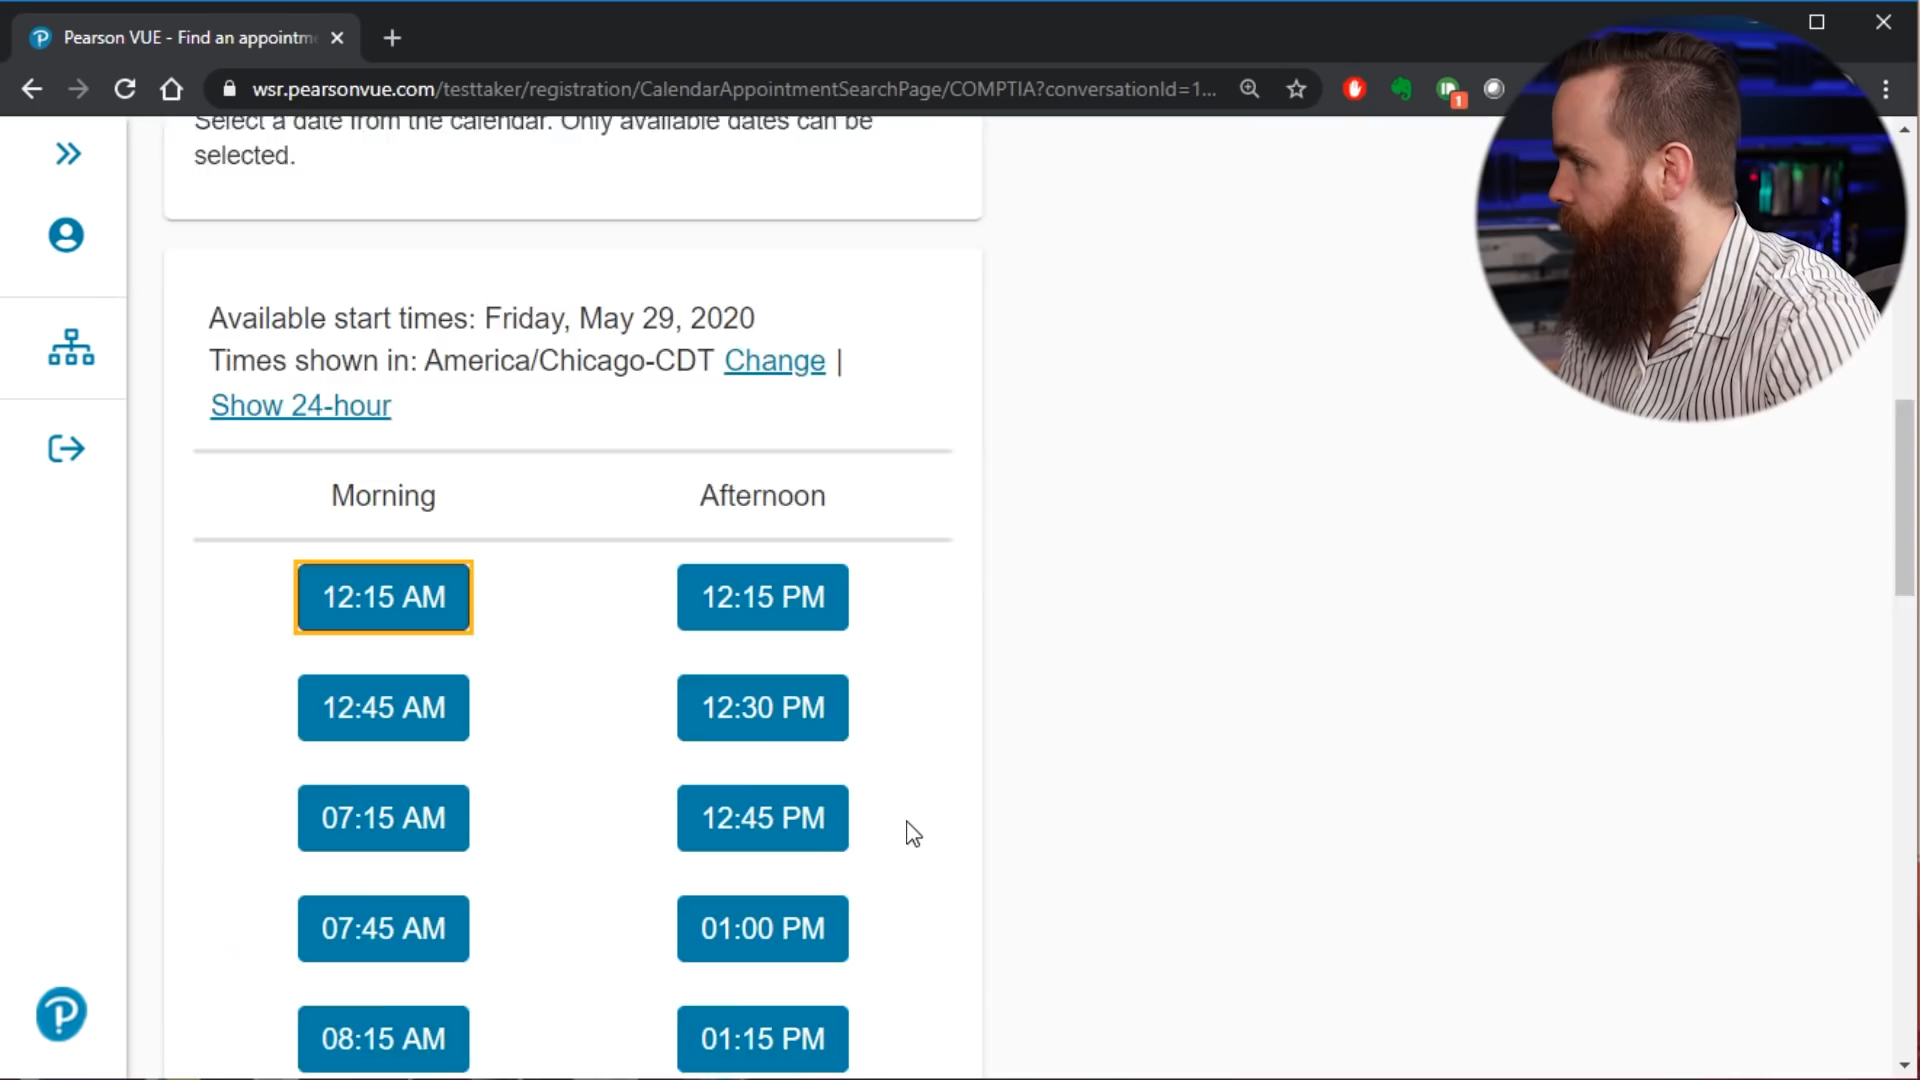 Pearson VUE - Find an appointm
wsr.pearsonvue.com/testtaker/registration/CalendarAppointmentSearchPage/COMPTIA?conversationId=1...
1
Select a date from the calendar. Only available dates can be
selected.
Available start times: Friday, May 29, 2020
Times shown in: America/Chicago-CDT Change |
Show 24-hour
Morning Afternoon
12:15 AM 12:15 PM
12:45 AM 12:30 PM
07:15 AM 12:45 PM
07:45 AM 01:00 PM
08:15 AM 01:15 PM